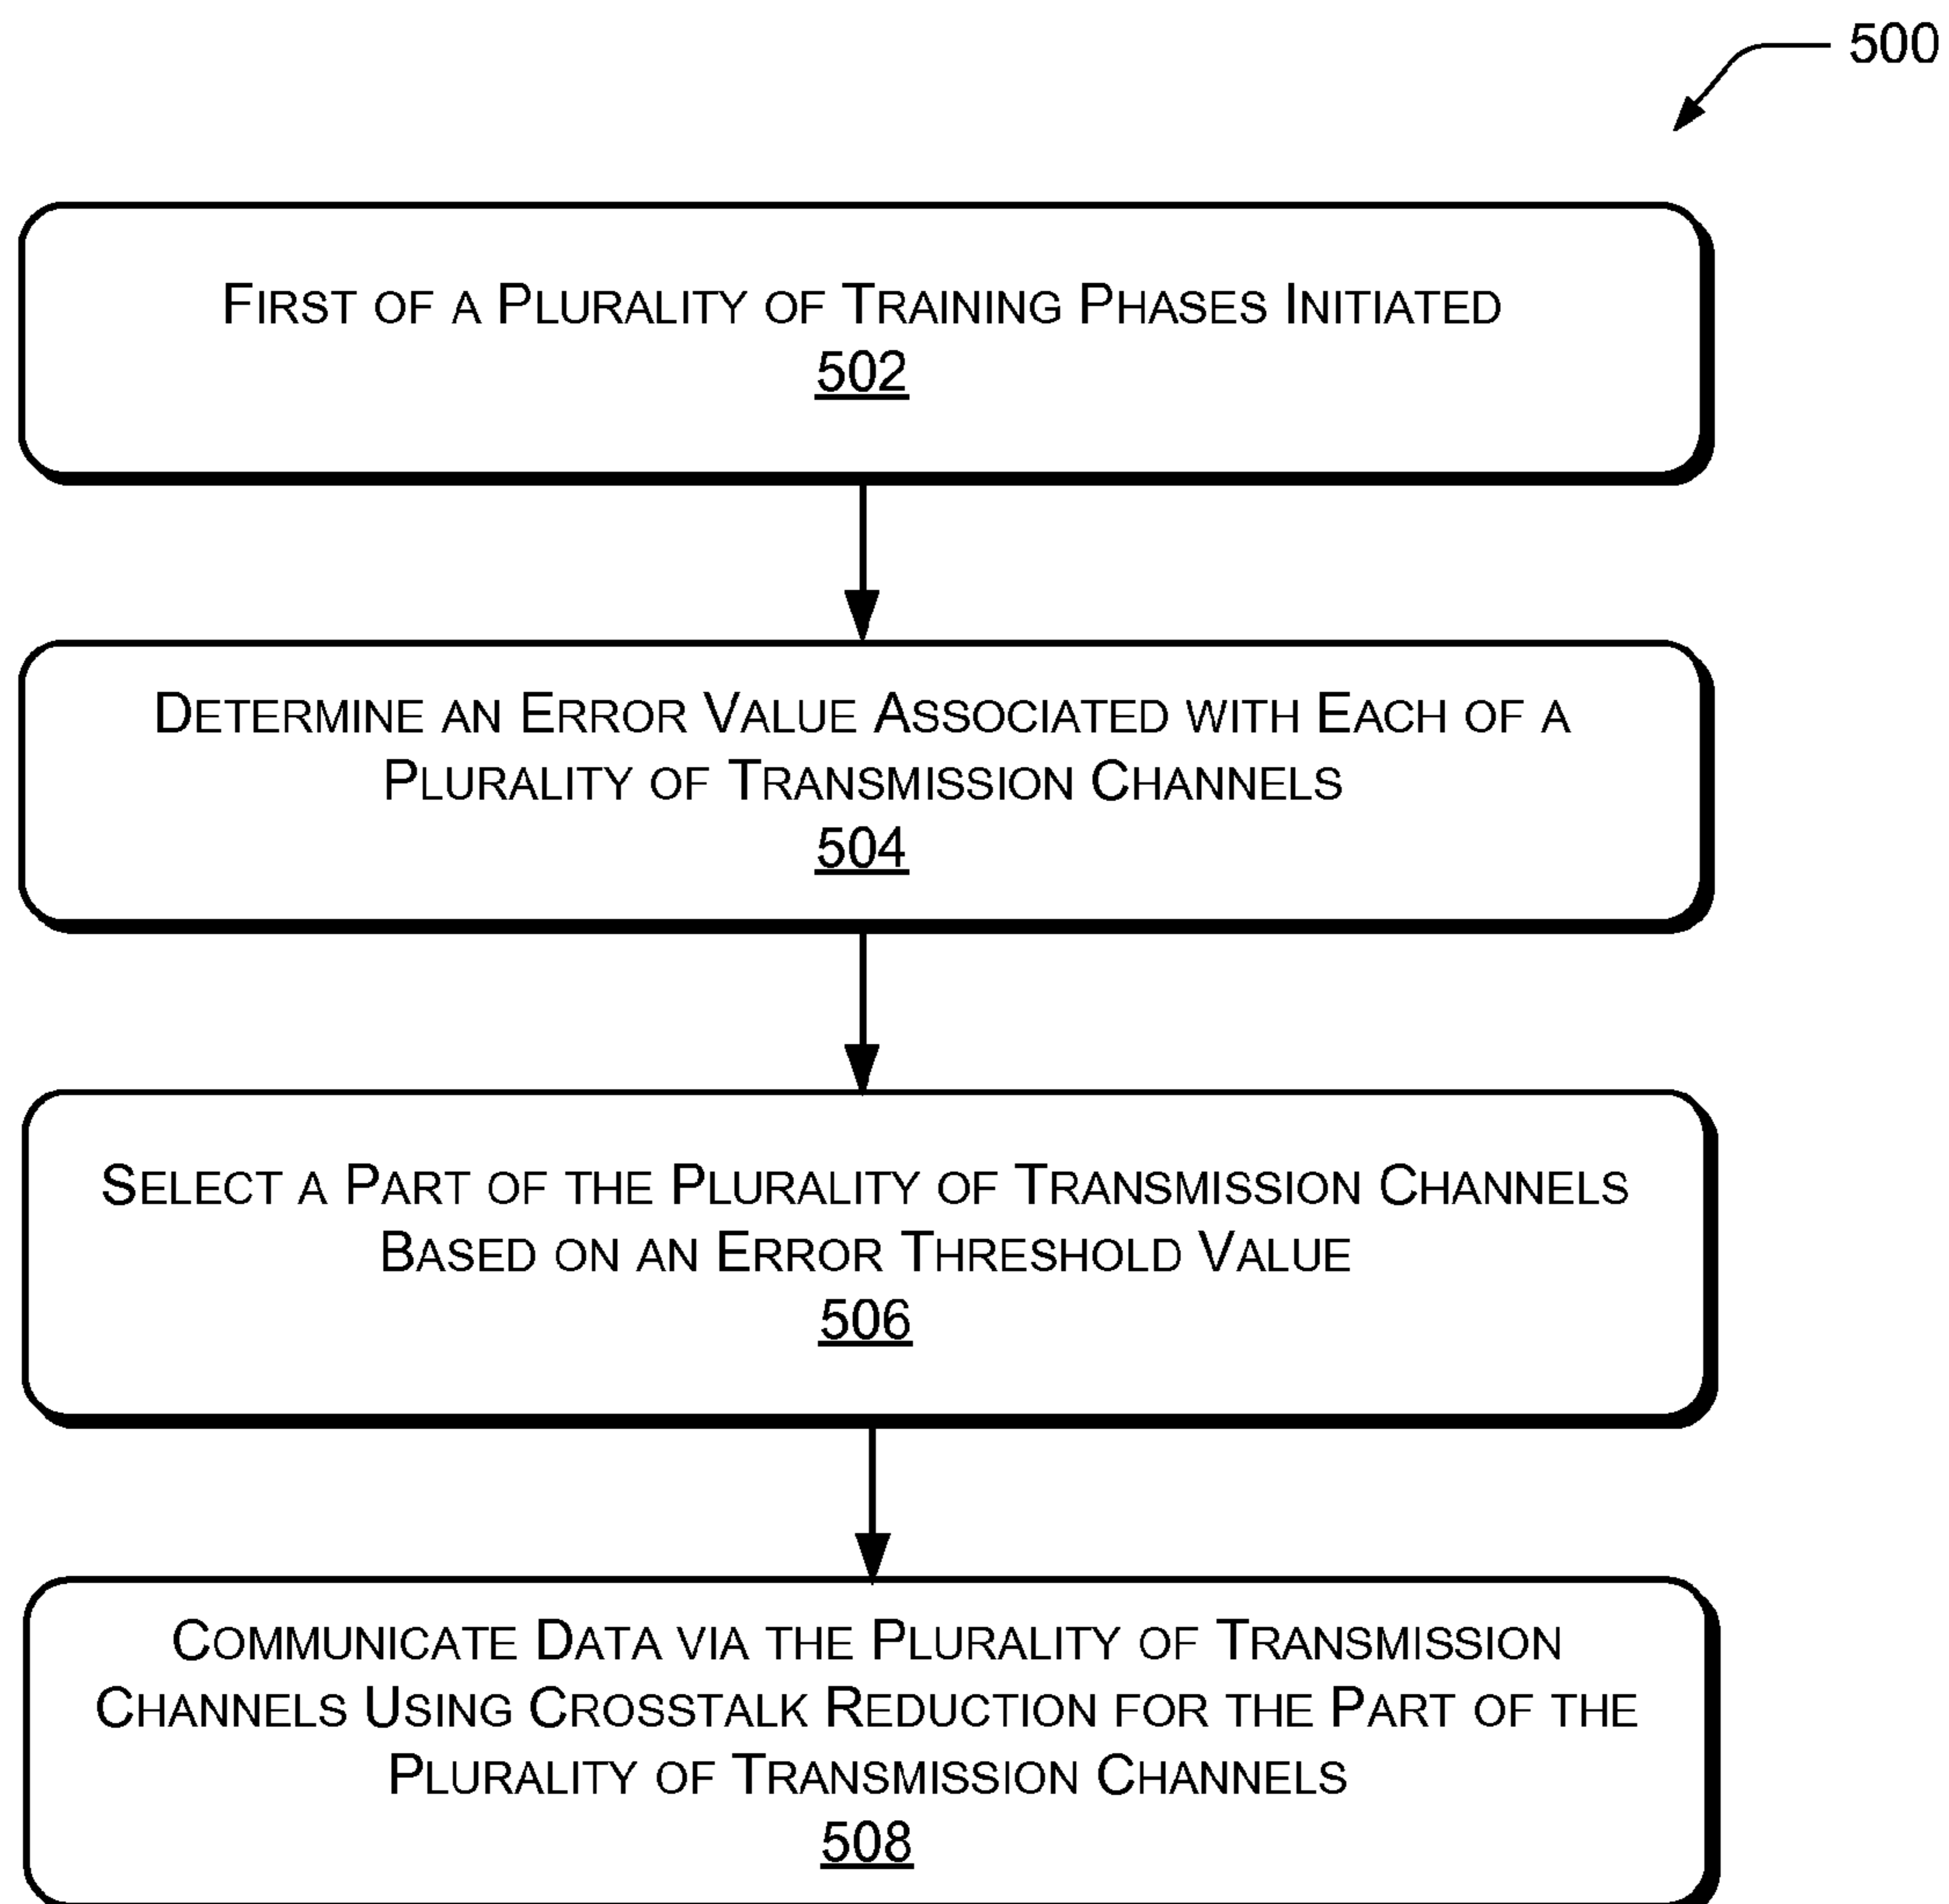 500
FIRST OF A PLURALITY OF TRAINING PHASES INITIATED
502
DETERMINE AN ERROR VALUE ASSOCIATED WITH EACH OF A
PLURALITY OF TRANSMISSION CHANNELS
504
SELECT A PART OF THE PLURALITY OF TRANSMISSION CHANNELS
BASED ON AN ERROR THRESHOLD VALUE
506
COMMUNICATE DATA VIA THE PLURALITY OF TRANSMISSION
CHANNELS USING CROSSTALK REDUCTION FOR THE PART OF THE
PLURALITY OF TRANSMISSION CHANNELS
508